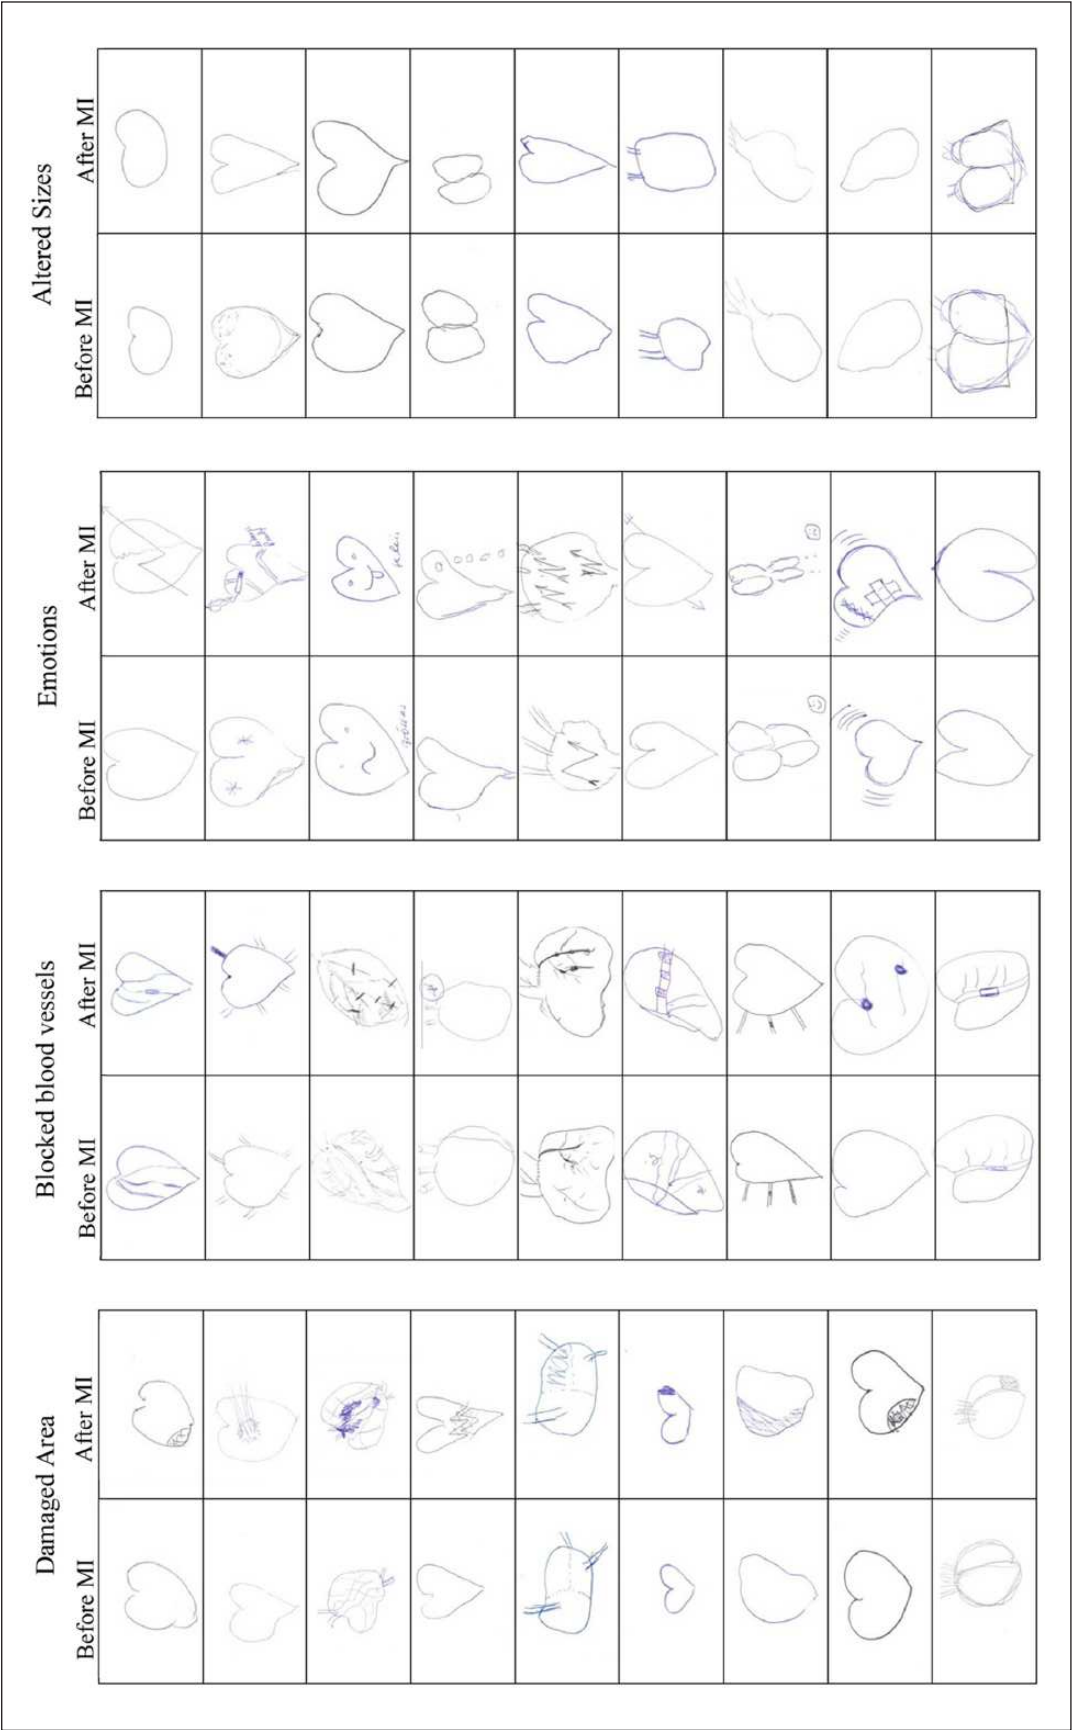 Damaged Area
Before MI
After MI
Blocked blood vessels
Before MI
After MI
Emotions
Before MI
After MI
Altered Sizes
Before MI
After MI